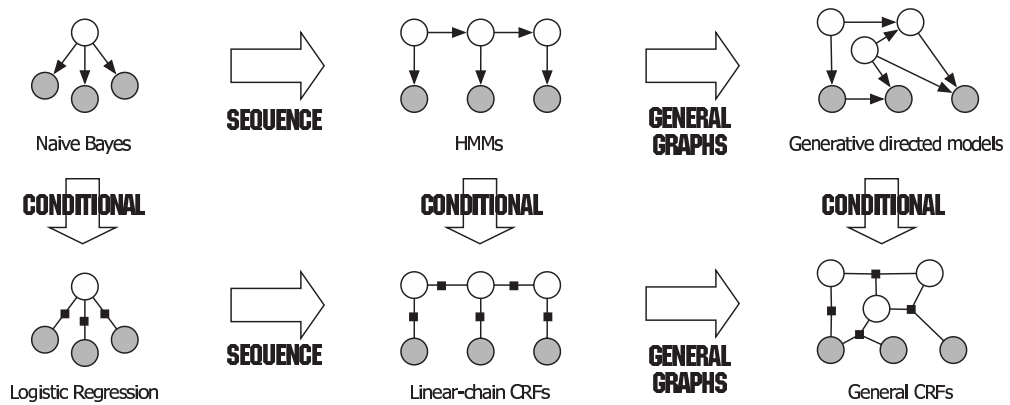 SEQUENCE
GENERAL
GRAPHS
Naive Bayes
HMMs
Generative directed models
CONDITIONAL
CONDITIONAL
CONDITIONAL
SEQUENCE
GENERAL
GRAPHS
Logistic Regression
Linear-chain CRFs
General CRFs